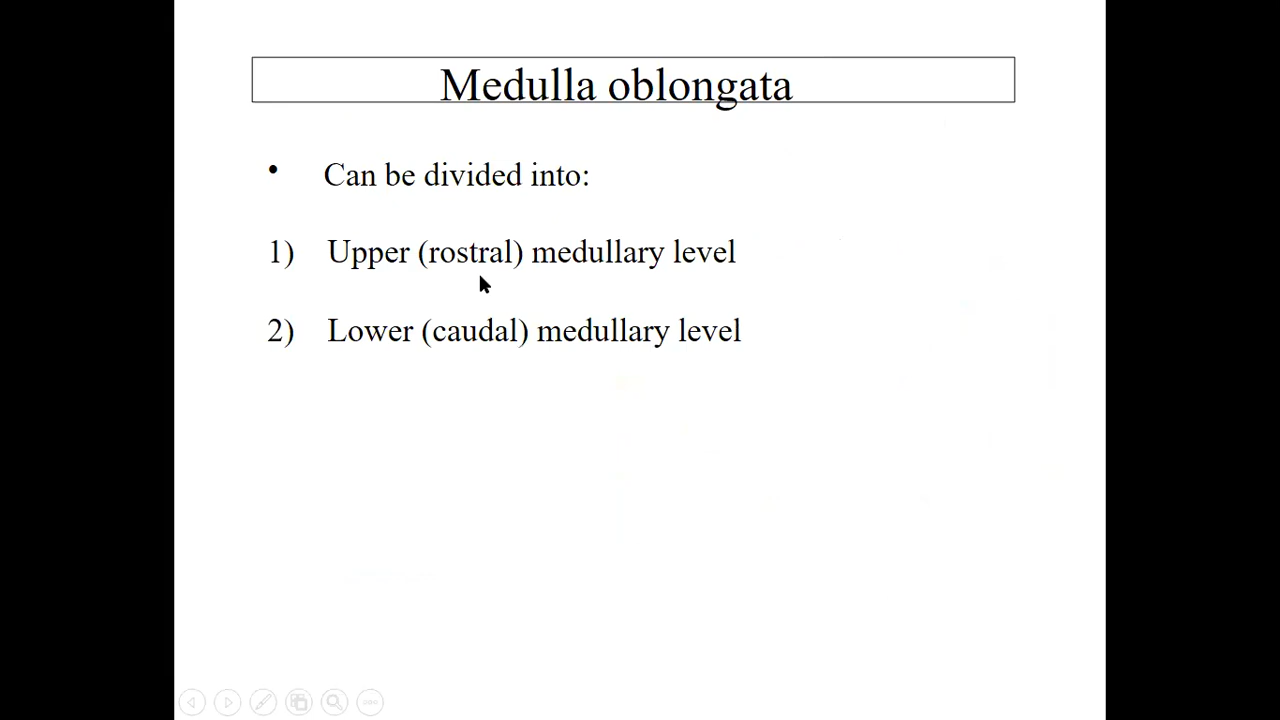 Medulla oblongata
• Can be divided into:
1) Upper (rostral) medullary level
2) Lower (caudal) medullary level